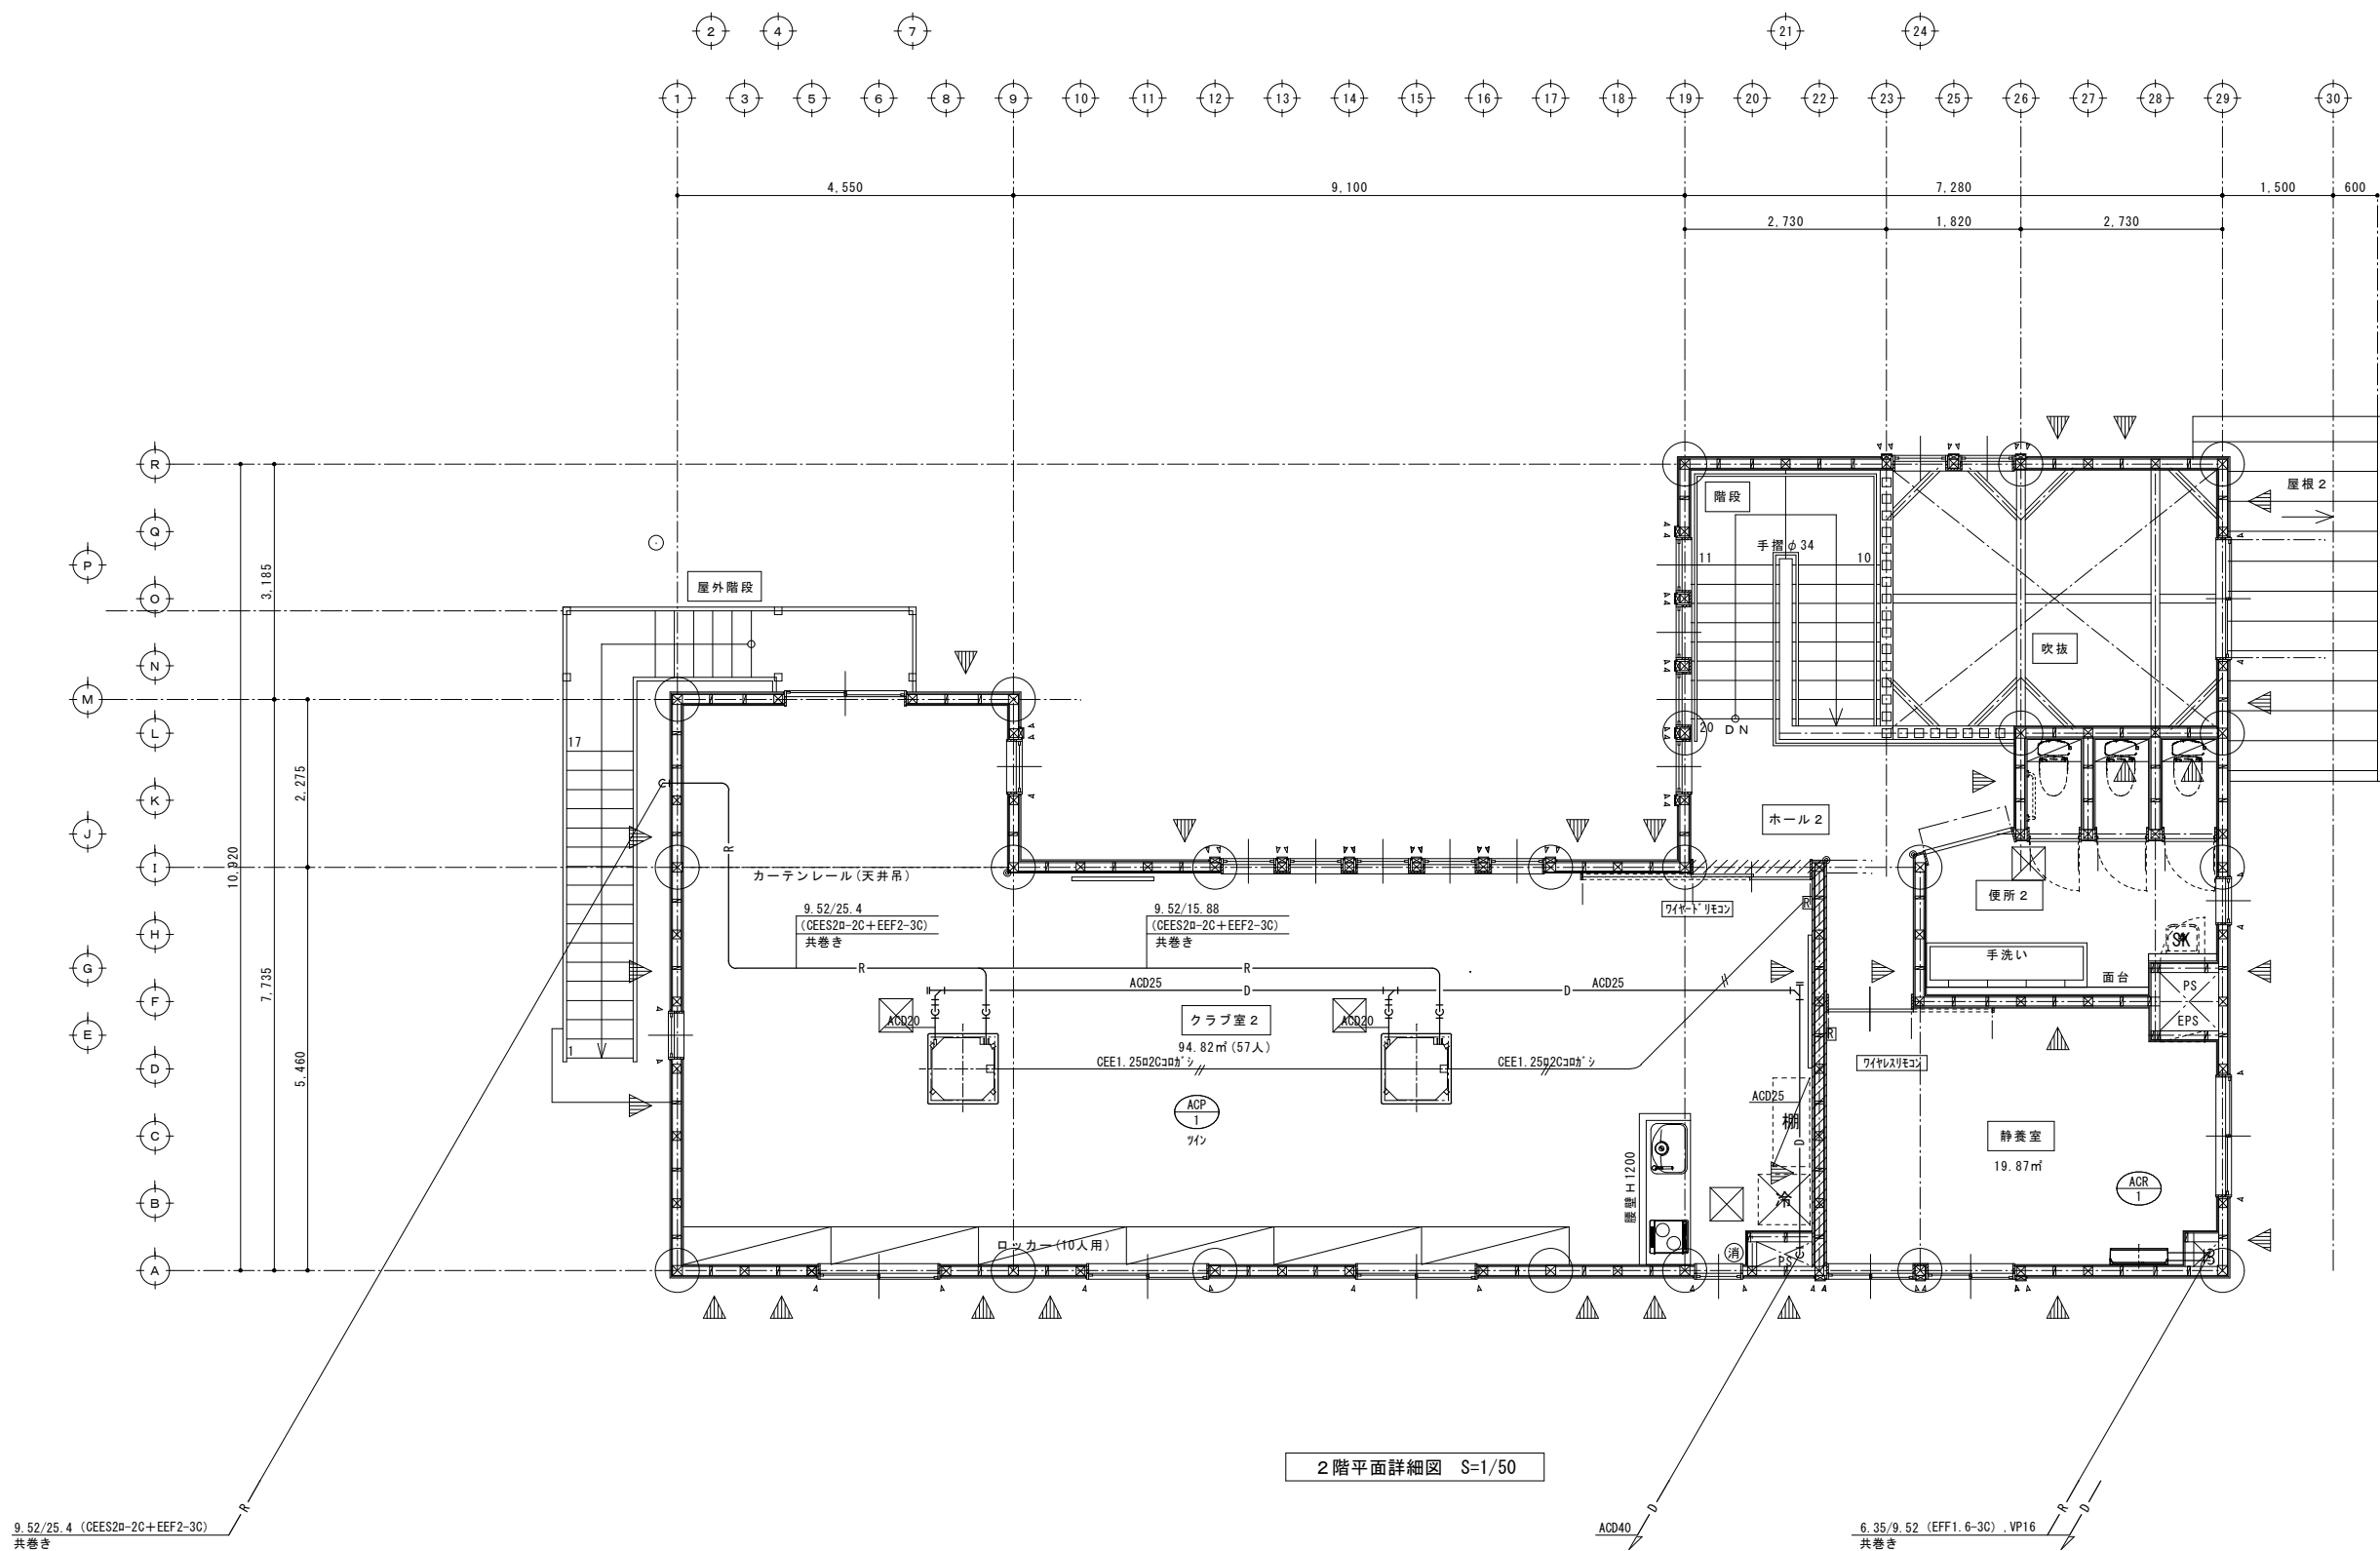 2 4 7 21 24
1 3 5 6 8 9 10 11 12 13 14 15 16 17 18 19 20 22 23 25 26 27 28 29 30
4,550 9,100 7,280 1,500 600
2,730 1,820 2,730
R
Q
P
O
N
M
L
K
J
I
H
G
F
E
D
C
B
A
10,920
3,185
2,275
7,735
5,460
屋根2
階段
手摺φ34
11 10
屋外階段
吹抜
20 DN
17
1
ホール2
カーテンレール(天井吊)
便所2
9.52/25.4
(CEES2ロ-2C+EEF2-3C)
共巻き
9.52/15.88
(CEES2ロ-2C+EEF2-3C)
共巻き
ワイヤードリモコン
R
R
R
R
SK
手洗い
面台
PS
EPS
ACD25
D
D
ACD25
ACD20
ACD20
クラブ室2
94.82㎡(57人)
R
ワイヤレスリモコン
CEE1.25ロ2Cコロガシ
CEE1.25ロ2Cコロガシ
ACD25
棚
D
ACP
1
ツイン
静養室
19.87㎡
腰壁H1200
冷
ACR
1
ロッカー(10人用)
消
PS
2階平面詳細図 S=1/50
R
9.52/25.4 (CEES2ロ-2C+EEF2-3C)
共巻き
D
ACD40
R
D
6.35/9.52 (EFF1.6-3C) ,VP16
共巻き